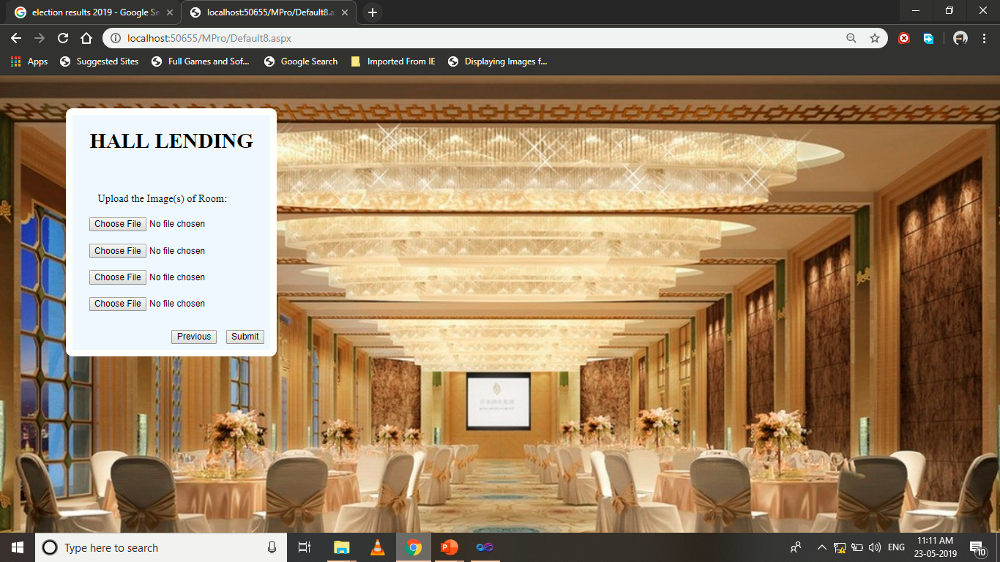 election results 2019 - Google Se
localhost:50655/MPro/Default8.a
localhost:50655/MPro/Default8.aspx
Apps
Suggested Sites
Full Games and Sof...
Google Search
Imported From IE
Displaying Images f...
HALL LENDING
Upload the Image(s) of Room:
Choose File No file chosen
Choose File No file chosen
Choose File No file chosen
Choose File No file chosen
Previous Submit
Type here to search
ENG
11:11 AM
23-05-2019
10